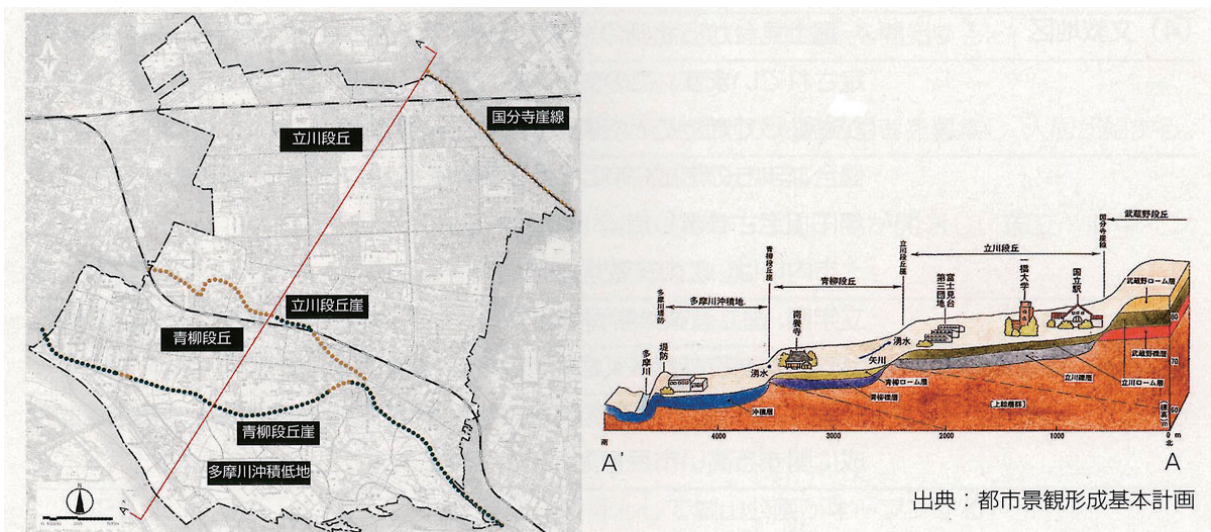 A
国分寺崖線
立川段丘
立川段丘崖
青柳段丘
青柳段丘崖
多摩川沖積低地
A'
武蔵野段丘
国分寺崖線
立川段丘
立川段丘崖
青柳段丘
青柳段丘崖
多摩川沖積地
多摩川堤防
国立駅
一橋大学
富士見台
第三団地
湧水
矢川
南養寺
湧水
堤防
多摩川
武蔵野ローム層
武蔵野礫層
立川ローム層
立川礫層
青柳ローム層
青柳礫層
沖積層
(上総層群)
80
70
60
南
4000
3000
2000
1000
0 m
北
A'
A
出典：都市景観形成基本計画